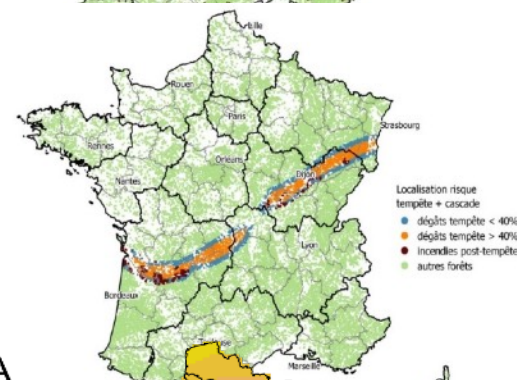 Lille
Rouen
Paris
Strasbourg
Rennes
Orléans
Nantes
Dijon
Localisation risque
tempête + cascade
dégâts tempête < 40%
dégâts tempête > 40%
incendies post-tempête
autres forêts
Lyon
Bordeaux
Marseille
A